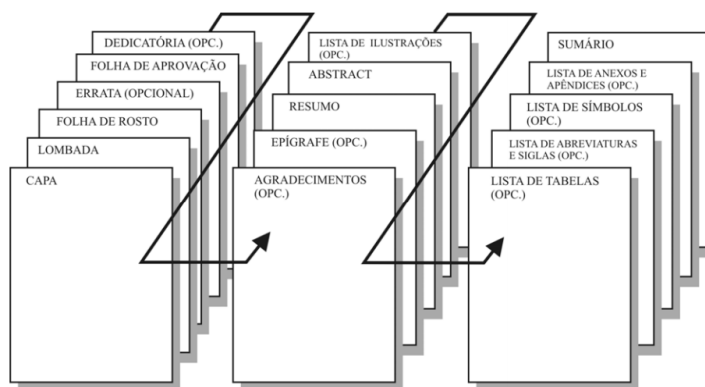 DEDICATÓRIA (OPC.)
FOLHA DE APROVAÇÃO
ERRATA (OPCIONAL)
FOLHA DE ROSTO
LOMBADA
CAPA
LISTA DE ILUSTRAÇÕES
(OPC.)
ABSTRACT
RESUMO
EPÍGRAFE (OPC.)
AGRADECIMENTOS
(OPC.)
SUMÁRIO
LISTA DE ANEXOS E
APÊNDICES (OPC.)
LISTA DE SÍMBOLOS
(OPC.)
LISTA DE ABREVIATURAS
E SIGLAS (OPC.)
LISTA DE TABELAS
(OPC.)